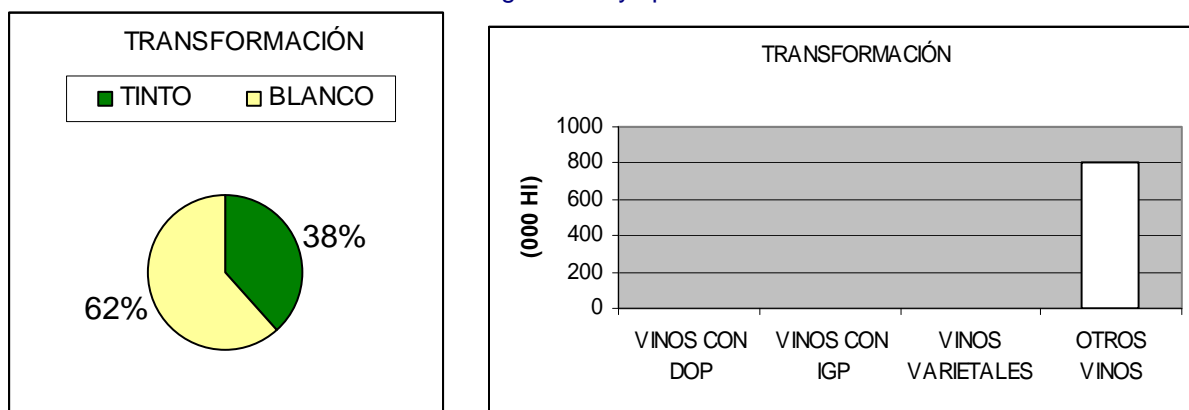 TRANSFORMACIÓN
TINTO BLANCO
38%
62%
TRANSFORMACIÓN
(000 Hl)
1000
800
600
400
200
0
VINOS CON DOP
VINOS CON IGP
VINOS VARIETALES
OTROS VINOS